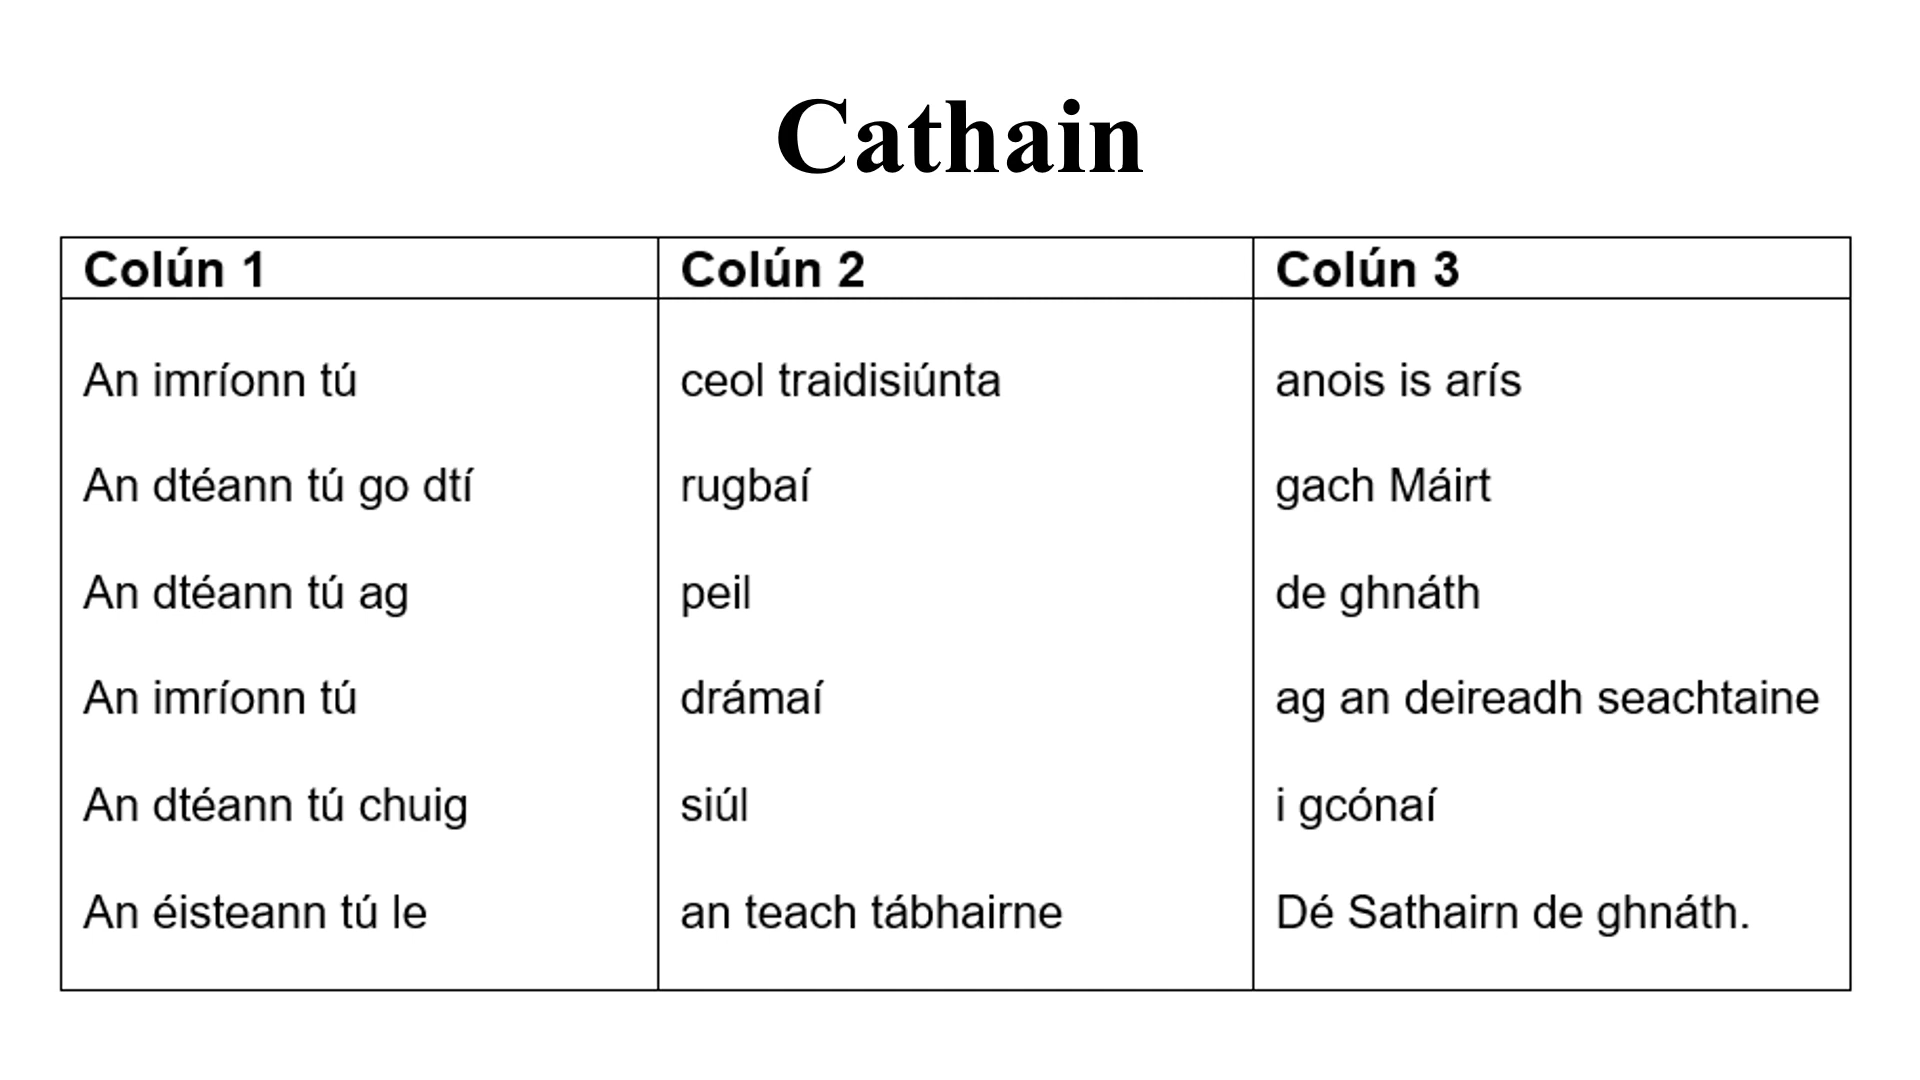 Cathain
Colún 1 Colún 2 Colún 3
An imríonn tú ceol traidisiúnta anois is arís
An dtéann tú go dtí rugbaí gach Máirt
An dtéann tú ag peil de ghnáth
An imríonn tú drámaí ag an deireadh seachtaine
An dtéann tú chuig siúl i gcónaí
An éisteann tú le an teach tábhairne Dé Sathairn de ghnáth.